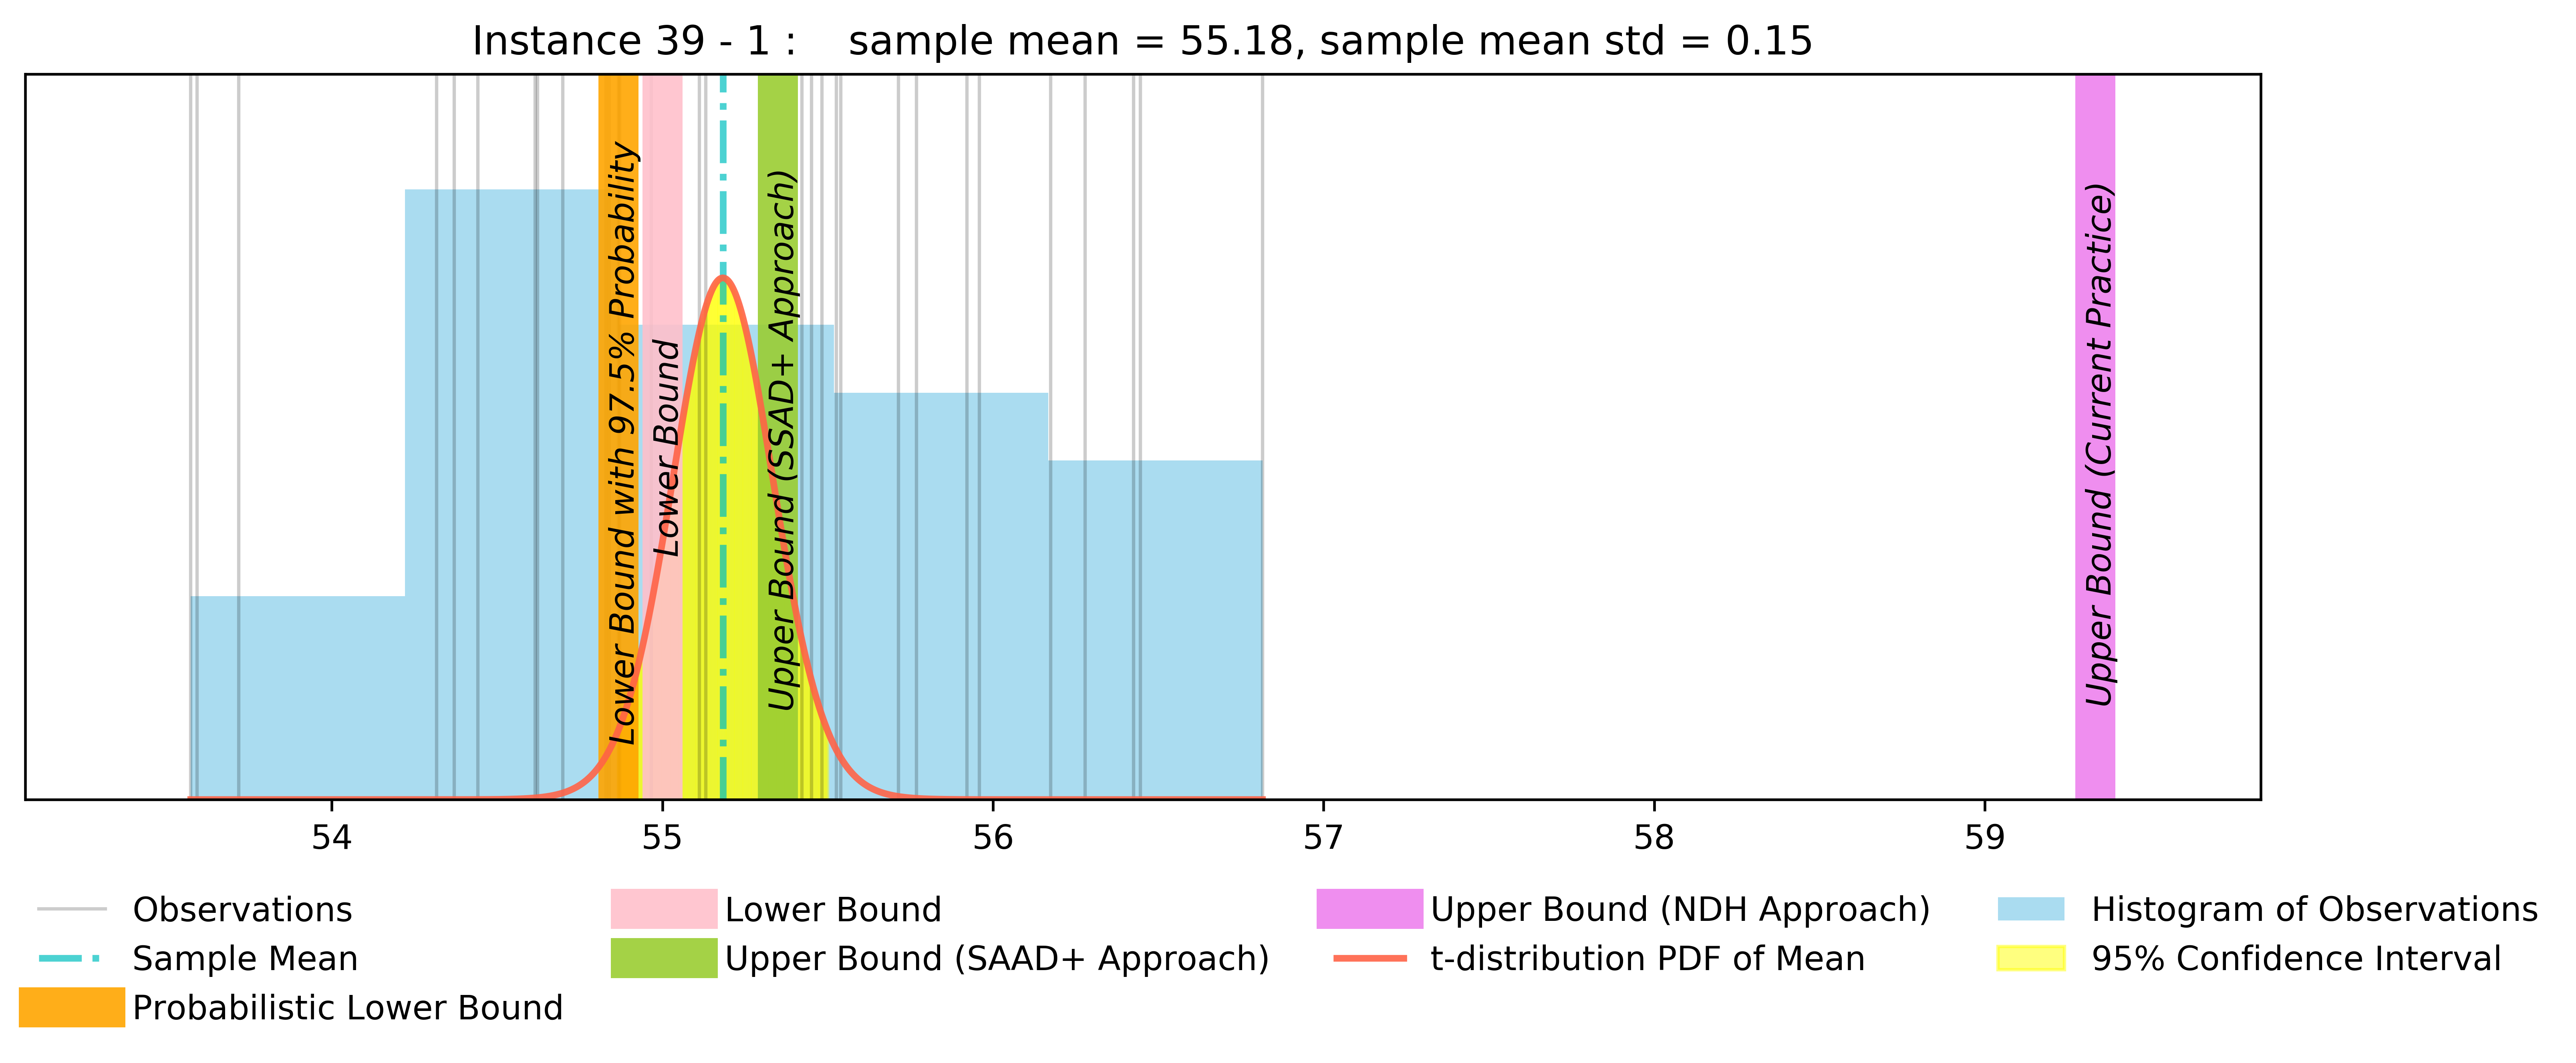 Instance 39 - 1 :    sample mean = 55.18, sample mean std = 0.15
Lower Bound with 97.5% Probability
Lower Bound
Upper Bound (SSAD+ Approach)
Upper Bound (Current Practice)
54 55 56 57 58 59
Observations
Sample Mean
Probabilistic Lower Bound
Lower Bound
Upper Bound (SAAD+ Approach)
Upper Bound (NDH Approach)
t-distribution PDF of Mean
Histogram of Observations
95% Confidence Interval